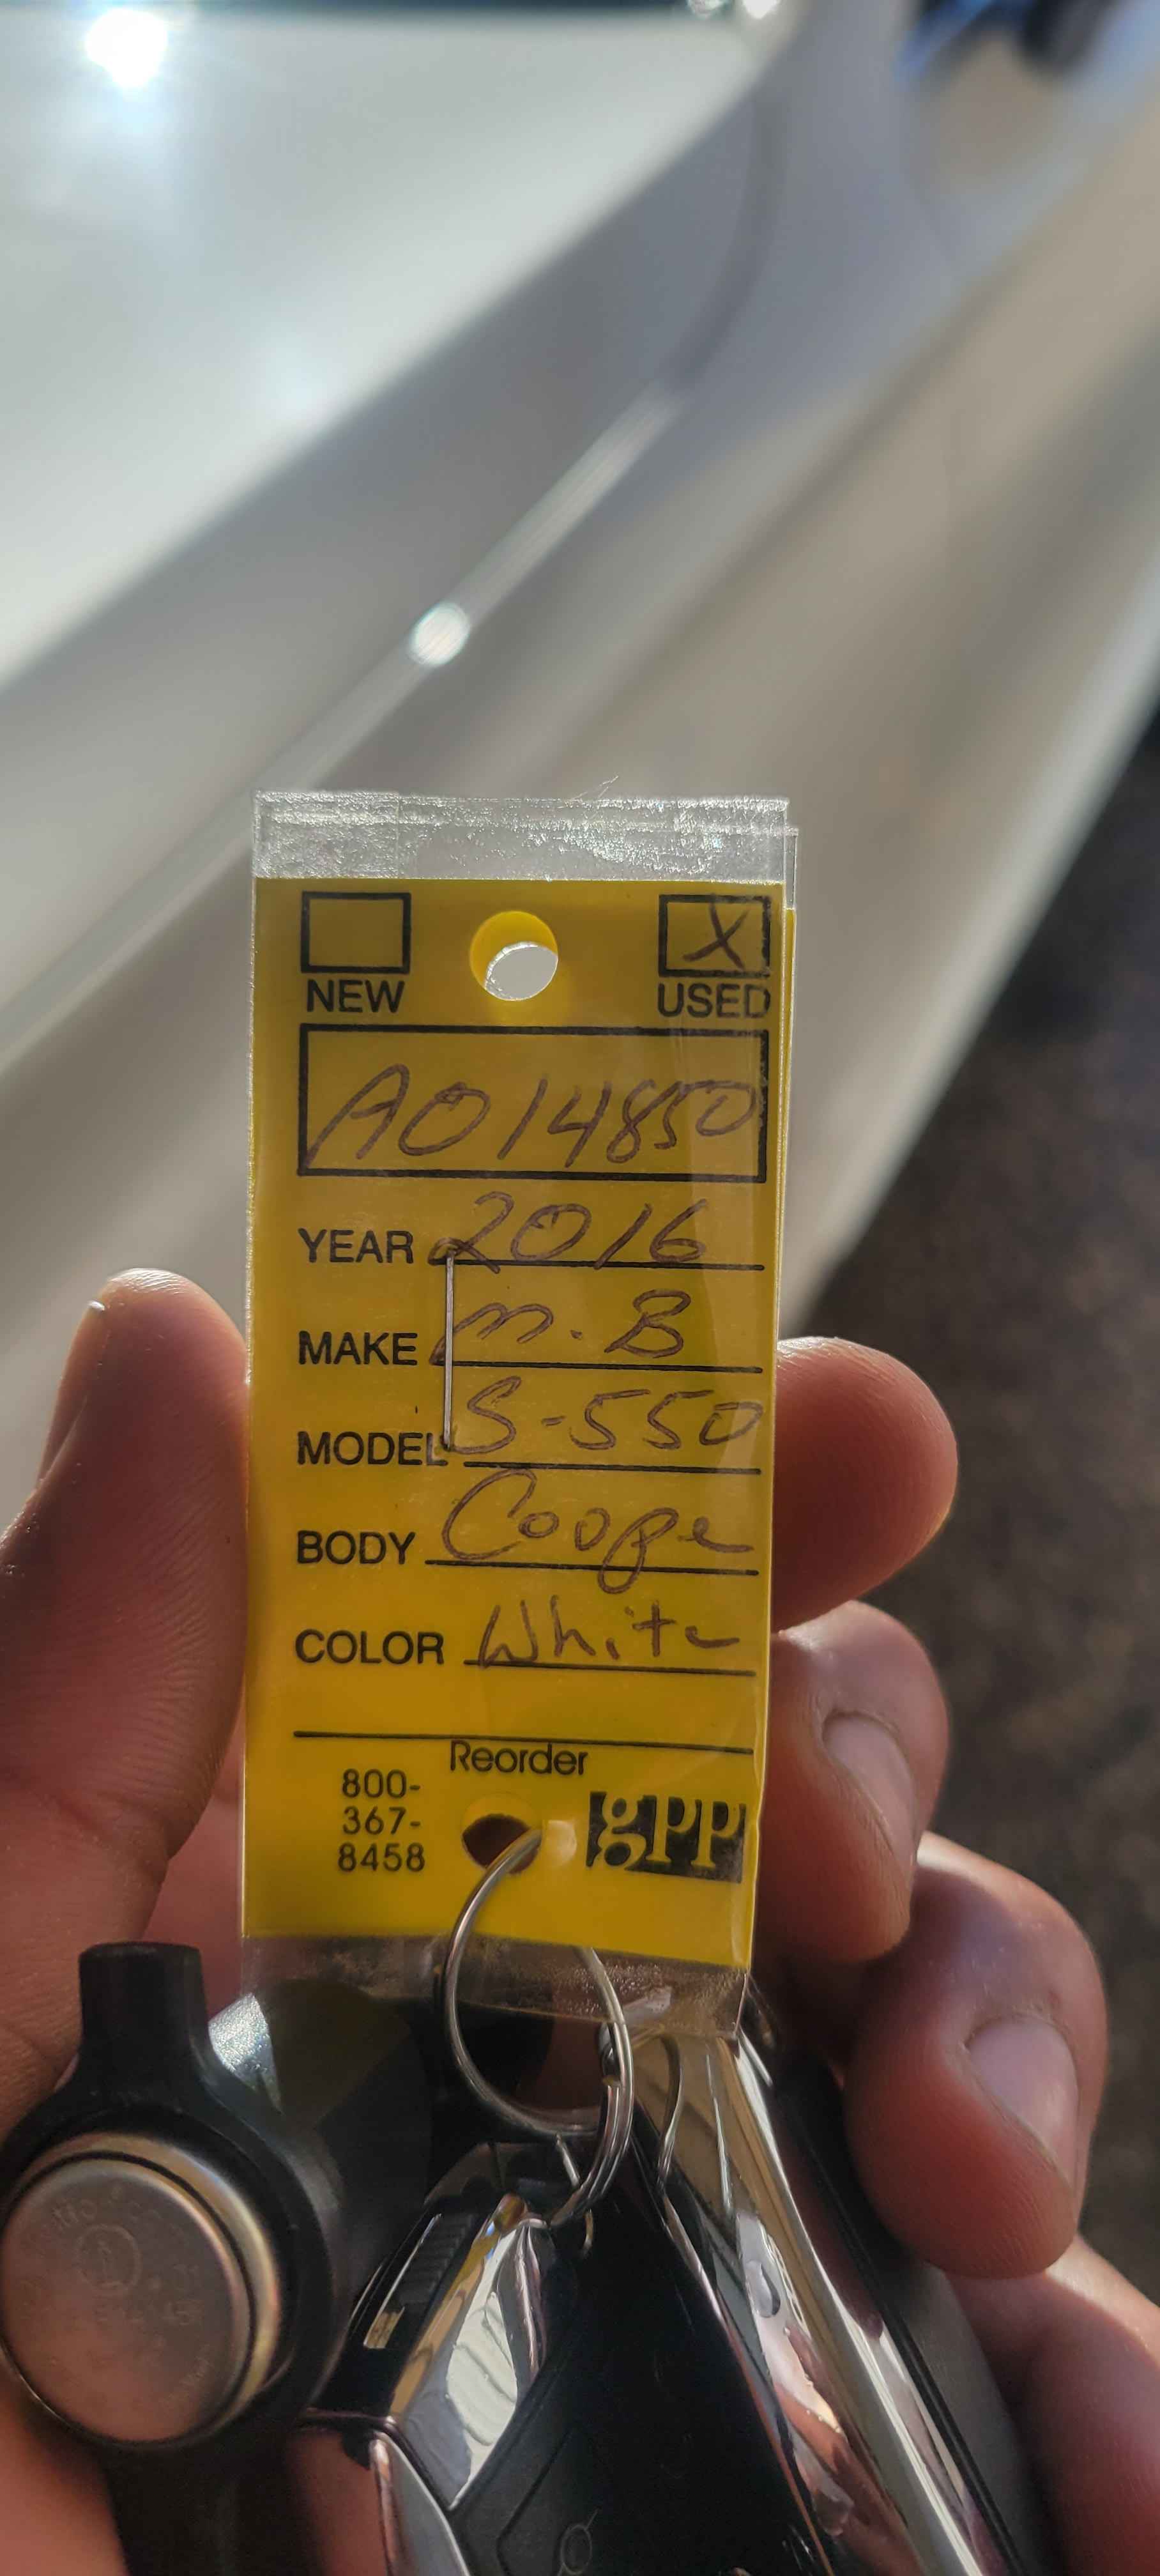 NEW USED
X
A014850
YEAR 2016
MAKE M.B
MODEL S-550
BODY Coope
COLOR White
Reorder
800-
367-
8458
gpp